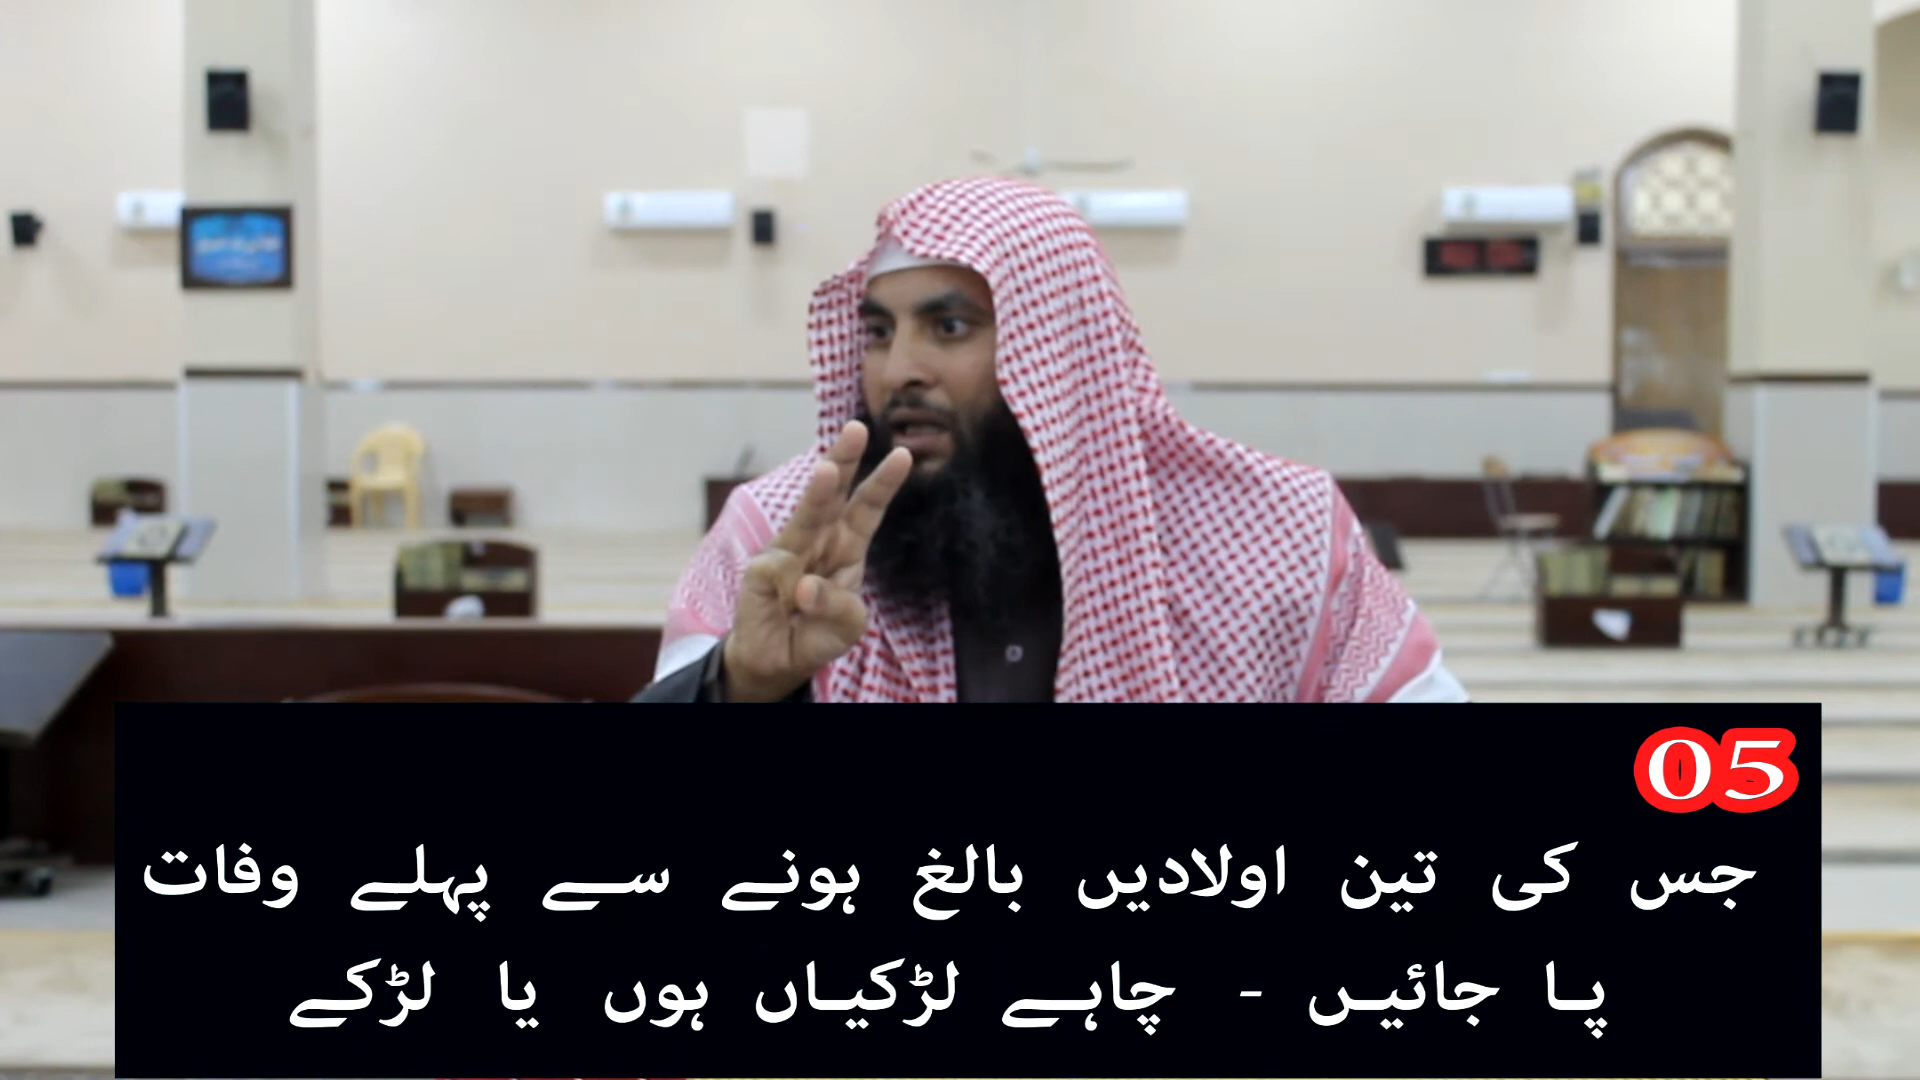 05
جس کی تین اولادیں بالغ ہونے سے پہلے وفات
پا جائیں - چاہے لڑکیاں ہوں یا لڑکے